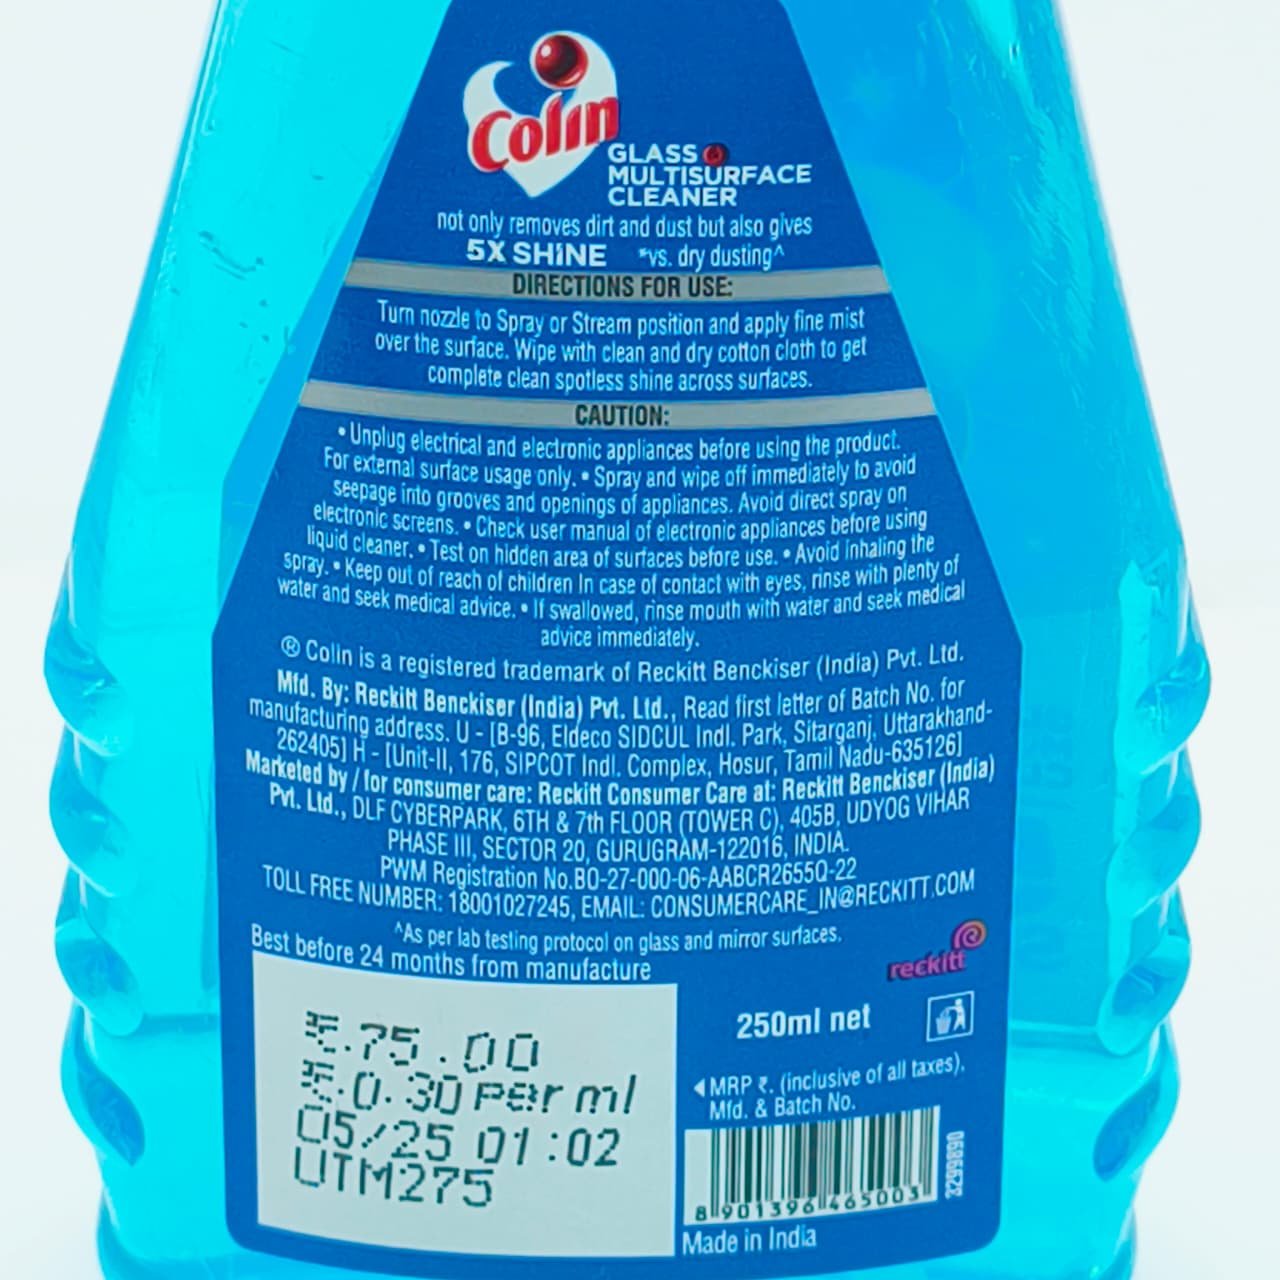 Colin
GLASS
MULTISURFACE
CLEANER
not only removes dirt and dust but also gives
5X SHINE *vs. dry dusting^
DIRECTIONS FOR USE:
Turn nozzle to Spray or Stream position and apply fine mist
over the surface. Wipe with clean and dry cotton cloth to get
complete clean spotless shine across surfaces.
CAUTION:
• Unplug electrical and electronic appliances before using the product.
For external surface usage only. • Spray and wipe off immediately to avoid
seepage into grooves and openings of appliances. Avoid direct spray on
electronic screens. • Check user manual of electronic appliances before using
liquid cleaner. • Test on hidden area of surfaces before use. • Avoid inhaling the
spray. • Keep out of reach of children In case of contact with eyes, rinse with plenty of
water and seek medical advice. • If swallowed, rinse mouth with water and seek medical
advice immediately.
® Colin is a registered trademark of Reckitt Benckiser (India) Pvt. Ltd.
Mfd. By: Reckitt Benckiser (India) Pvt. Ltd., Read first letter of Batch No. for
manufacturing address. U - [B-96, Eldeco SIDCUL Indl. Park, Sitarganj, Uttarakhand-
262405] H - [Unit-II, 176, SIPCOT Indl. Complex, Hosur, Tamil Nadu-635126]
Marketed by / for consumer care: Reckitt Consumer Care at: Reckitt Benckiser (India)
Pvt. Ltd., DLF CYBERPARK, 6TH & 7th FLOOR (TOWER C), 405B, UDYOG VIHAR
PHASE III, SECTOR 20, GURUGRAM-122016, INDIA.
PWM Registration No.BO-27-000-06-AABCR2655Q-22
TOLL FREE NUMBER: 18001027245, EMAIL: CONSUMERCARE_IN@RECKITT.COM
^As per lab testing protocol on glass and mirror surfaces.
Best before 24 months from manufacture
reckitt
250ml net
₹.75.00
₹.0.30 Per ml
05/25 01:02
UTM275
MRP ₹. (inclusive of all taxes),
Mfd. & Batch No.
8 901396 465003
3299890
Made in India